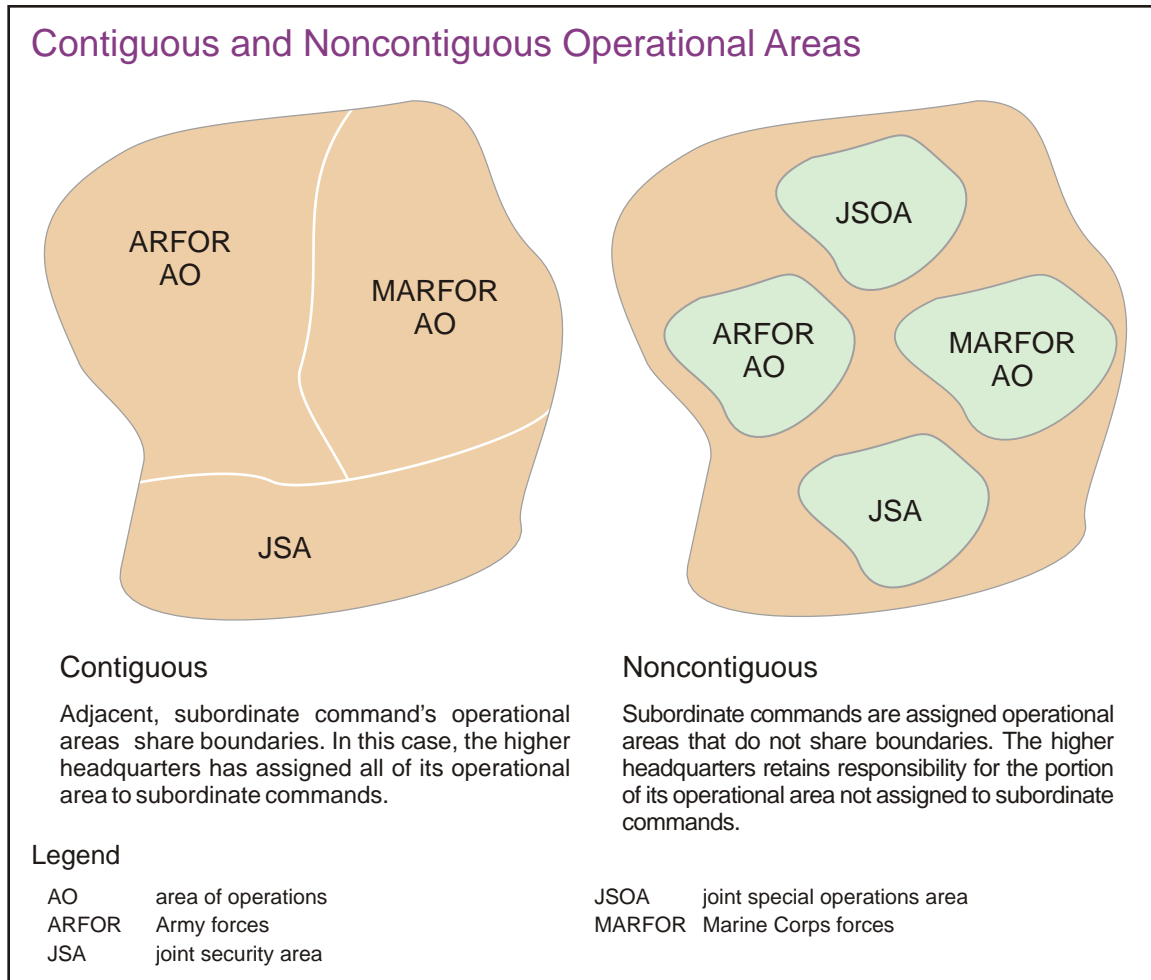 Contiguous and Noncontiguous Operational Areas
ARFOR
AO
MARFOR
AO
JSA
JSOA
ARFOR
AO
MARFOR
AO
JSA
Contiguous
Adjacent, subordinate command's operational
areas share boundaries. In this case, the higher
headquarters has assigned all of its operational
area to subordinate commands.
Noncontiguous
Subordinate commands are assigned operational
areas that do not share boundaries. The higher
headquarters retains responsibility for the portion
of its operational area not assigned to subordinate
commands.
Legend
AO area of operations
ARFOR Army forces
JSA joint security area
JSOA joint special operations area
MARFOR Marine Corps forces